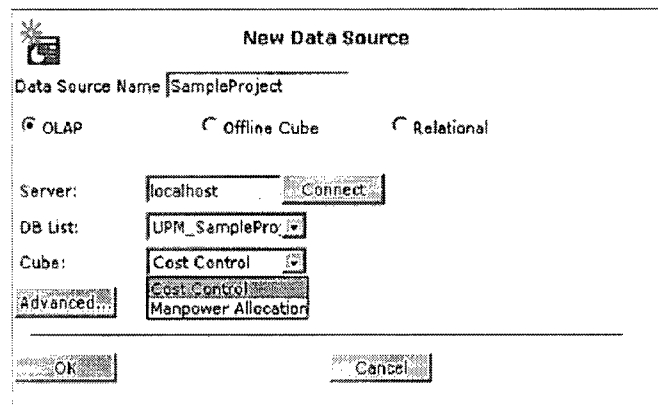 New Data Source
Data Source Name SampleProject
OLAP Offline Cube Relational
Server: localhost Connect
DB List: UPM_SamplePro
Cube: Cost Control
Cost Control
Advanced... Manpower Allocation
OK Cancel